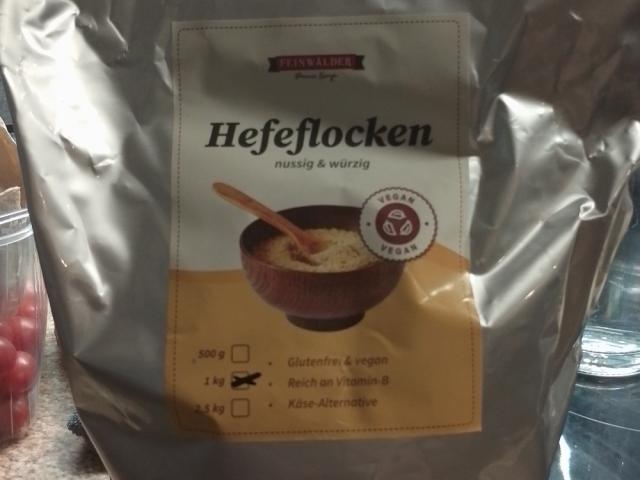 FEINWÄLDER
Hefeflocken
nussig & würzig
VEGAN
VEGAN
500 g
1 kg
2.5 kg
Glutenfrei & vegan
Reich an Vitamin-B
Käse-Alternative